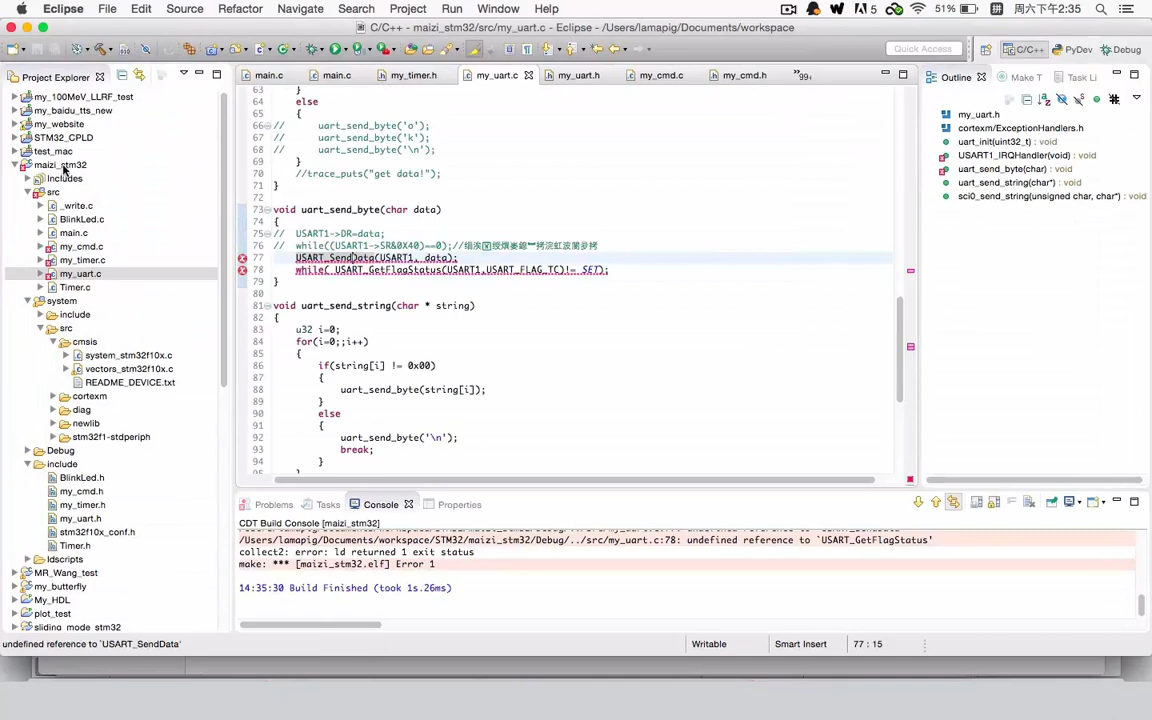 Eclipse File Edit Source Refactor Navigate Search Project Run Window Help 5 51% 周六下午2:35
C/C++ - maizi_stm32/src/my_uart.c - Eclipse - /Users/lamapig/Documents/workspace
Quick Access C/C++ PyDev Debug
Project Explorer
my_100MeV_LLRF_test
my_baidu_tts_new
my_website
STM32_CPLD
test_mac
maizi_stm32
Includes
src
_write.c
BlinkLed.c
main.c
my_cmd.c
my_timer.c
my_uart.c
Timer.c
system
include
src
cmsis
system_stm32f10x.c
vectors_stm32f10x.c
README_DEVICE.txt
cortexm
diag
newlib
stm32f1-stdperiph
Debug
include
BlinkLed.h
my_cmd.h
my_timer.h
my_uart.h
stm32f10x_conf.h
Timer.h
ldscripts
MR_Wang_test
my_butterfly
My_HDL
plot_test
sliding_mode_stm32
main.c main.c my_timer.h my_uart.c my_uart.h my_cmd.c my_cmd.h »99+
63 }
64 else
65 {
66 // uart_send_byte('o');
67 // uart_send_byte('k');
68 // uart_send_byte('\n');
69 }
70 //trace_puts("get data!");
71 }
72
73 void uart_send_byte(char data)
74 {
75 // USART1->DR=data;
76 // while((USART1->SR&0X40)==0);//
77 USART_SendData(USART1, data);
78 while( USART_GetFlagStatus(USART1,USART_FLAG_TC)!= SET);
79 }
80
81 void uart_send_string(char * string)
82 {
83 u32 i=0;
84 for(i=0;;i++)
85 {
86 if(string[i] != 0x00)
87 {
88 uart_send_byte(string[i]);
89 }
90 else
91 {
92 uart_send_byte('\n');
93 break;
94 }
Outline Make T Task Li
my_uart.h
cortexm/ExceptionHandlers.h
uart_init(uint32_t) : void
USART1_IRQHandler(void) : void
uart_send_byte(char) : void
uart_send_string(char*) : void
sci0_send_string(unsigned char, char*) : void
Problems Tasks Console Properties
CDT Build Console [maizi_stm32]
/Users/lamapig/Documents/workspace/STM32/maizi_stm32/Debug/../src/my_uart.c:78: undefined reference to `USART_GetFlagStatus'
collect2: error: ld returned 1 exit status
make: *** [maizi_stm32.elf] Error 1
14:35:30 Build Finished (took 1s.26ms)
undefined reference to `USART_SendData' Writable Smart Insert 77 : 15